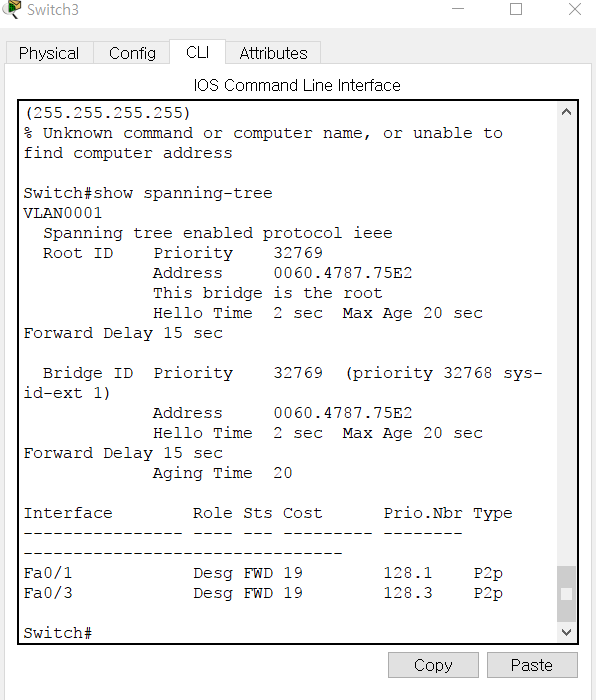 Switch3
Physical Config CLI Attributes
IOS Command Line Interface
(255.255.255.255)
% Unknown command or computer name, or unable to
find computer address
Switch#show spanning-tree
VLAN0001
Spanning tree enabled protocol ieee
Root ID Priority 32769
Address 0060.4787.75E2
This bridge is the root
Hello Time 2 sec Max Age 20 sec
Forward Delay 15 sec
Bridge ID Priority 32769 (priority 32768 sys-
id-ext 1)
Address 0060.4787.75E2
Hello Time 2 sec Max Age 20 sec
Forward Delay 15 sec
Aging Time 20
Interface Role Sts Cost Prio.Nbr Type
---------------- ---- --- --------- --------
--------------------------------
Fa0/1 Desg FWD 19 128.1 P2p
Fa0/3 Desg FWD 19 128.3 P2p
Switch#
Copy Paste